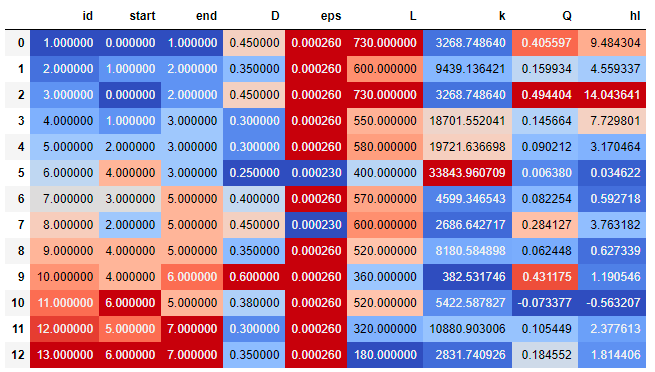 id start end D eps L k Q hl
0 1.000000 0.000000 1.000000 0.450000 0.000260 730.000000 3268.748640 0.405597 9.484304
1 2.000000 1.000000 2.000000 0.350000 0.000260 600.000000 9439.136421 0.159934 4.559337
2 3.000000 0.000000 2.000000 0.450000 0.000260 730.000000 3268.748640 0.494404 14.043641
3 4.000000 1.000000 3.000000 0.300000 0.000260 550.000000 18701.552041 0.145664 7.729801
4 5.000000 2.000000 3.000000 0.300000 0.000260 580.000000 19721.636698 0.090212 3.170464
5 6.000000 4.000000 3.000000 0.250000 0.000230 400.000000 33843.960709 0.006380 0.034622
6 7.000000 3.000000 5.000000 0.400000 0.000260 570.000000 4599.346543 0.082254 0.592718
7 8.000000 2.000000 5.000000 0.450000 0.000230 600.000000 2686.642717 0.284127 3.763182
8 9.000000 4.000000 5.000000 0.350000 0.000260 520.000000 8180.584898 0.062448 0.627339
9 10.000000 4.000000 6.000000 0.600000 0.000260 360.000000 382.531746 0.431175 1.190546
10 11.000000 6.000000 5.000000 0.380000 0.000260 520.000000 5422.587827 -0.073377 -0.563207
11 12.000000 5.000000 7.000000 0.300000 0.000260 320.000000 10880.903006 0.105449 2.377613
12 13.000000 6.000000 7.000000 0.350000 0.000260 180.000000 2831.740926 0.184552 1.814406